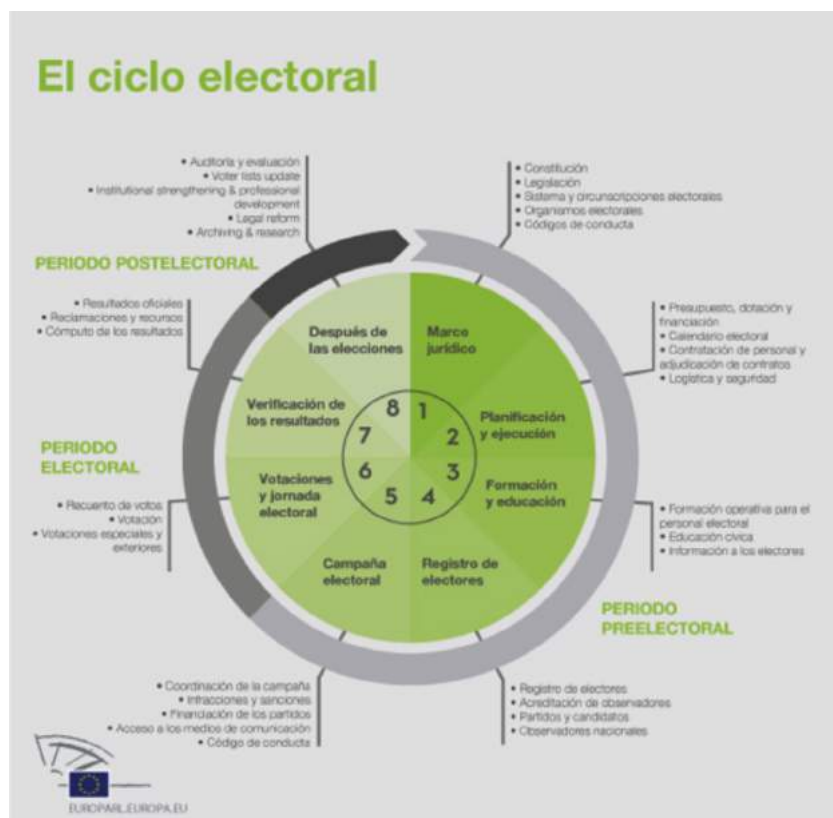 El ciclo electoral
• Auditoría y evaluación
• Voter lists update
• Institutional strengthening & professional
development
• Legal reform
• Archiving & research
• Constitución
• Legislación
• Sistema y circunscripciones electorales
• Organismos electorales
• Códigos de conducta
PERIODO POSTELECTORAL
• Resultados oficiales
• Reclamaciones y recursos
• Cómputo de los resultados
• Presupuesto, dotación y
financiación
• Calendario electoral
• Contratación de personal y
adjudicación de contratos
• Logística y seguridad
Después de
las elecciones
Marco
jurídico
Verificación de
los resultados
Planificación
y ejecución
8
1
7
2
6
3
5
4
PERIODO
ELECTORAL
Votaciones
y jornada
electoral
Formación
y educación
Campaña
electoral
Registro de
electores
• Recuento de votos
• Votación
• Votaciones especiales y
exteriores
• Formación operativa para el
personal electoral
• Educación cívica
• Información a los electores
PERIODO
PREELECTORAL
• Coordinación de la campaña
• Infracciones y sanciones
• Financiación de los partidos
• Acceso a los medios de comunicación
• Código de conducta
• Registro de electores
• Acreditación de observadores
• Partidos y candidatos
• Observadores nacionales
EUROPARL.EUROPA.EU